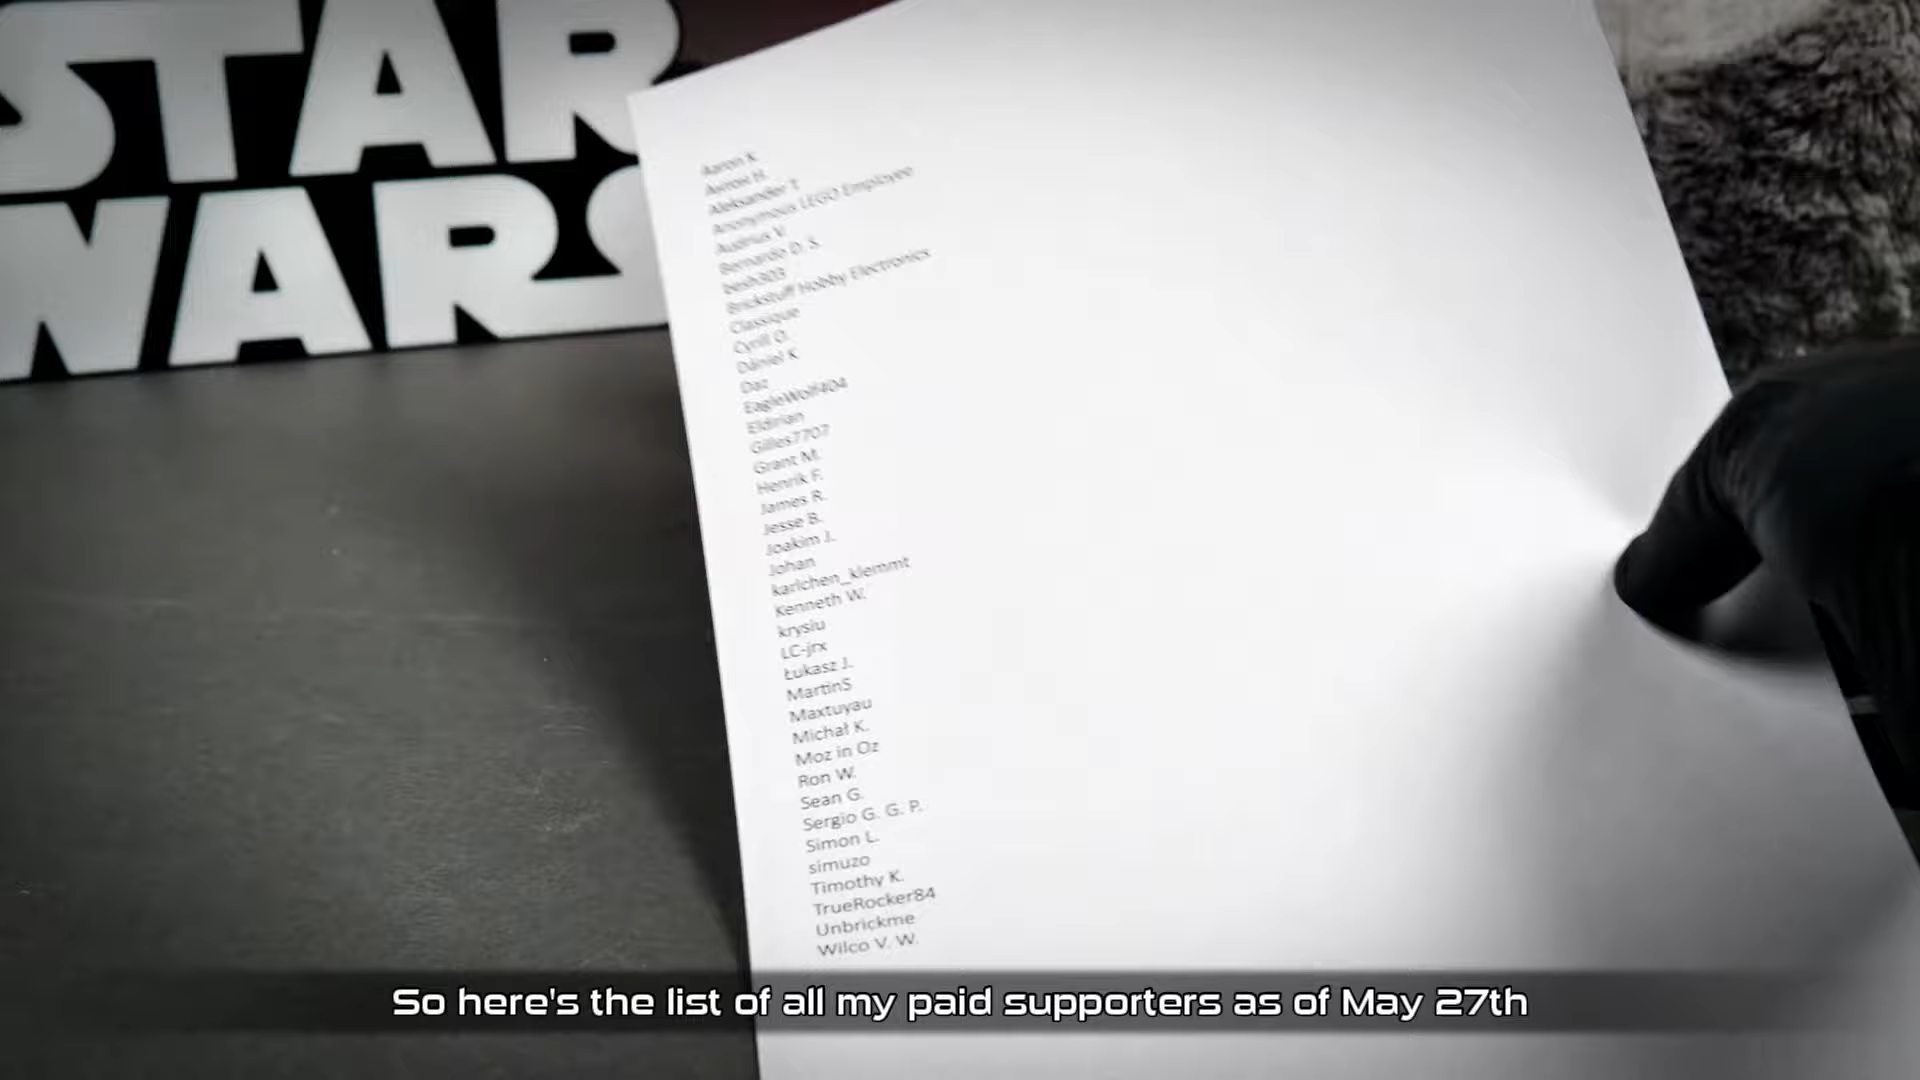 STAR
WARS
Aaron K.
Aaron H.
Aleksander T.
Anonymous LEGO Employee
Audrius V.
Bernardo D. S.
besh303
Brickstuff Hobby Electronics
Classique
Cyrill O.
Dániel K.
Daz
EagleWolf404
Eldirian
Gilles7707
Grant M.
Henrik F.
James R.
Jesse B.
Joakim J.
Johan
karlchen_klemmt
Kenneth W.
krysiu
LC-jrx
Łukasz J.
MartinS
Maxtuyau
Michał K.
Moz in Oz
Ron W.
Sean G.
Sergio G. G. P.
Simon L.
simuzo
Timothy K.
TrueRocker84
Unbrickme
Wilco V. W.
So here's the list of all my paid supporters as of May 27th